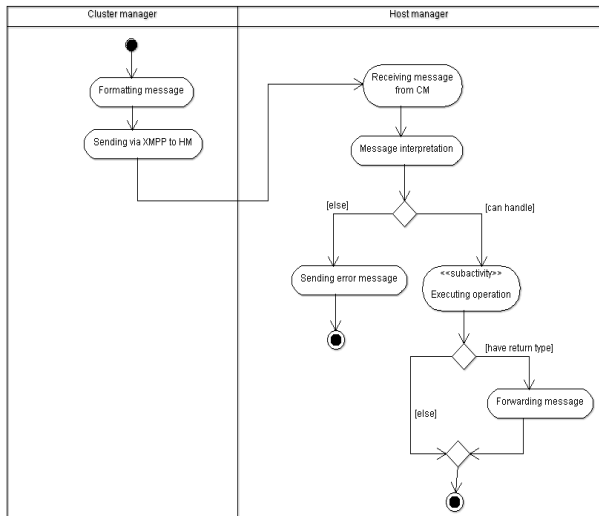 Cluster manager
Host manager
Formatting message
Sending via XMPP to HM
Receiving message
from CM
Message interpretation
[else]
[can handle]
Sending error message
<<subactivity>>
Executing operation
[have return type]
Forwarding message
[else]